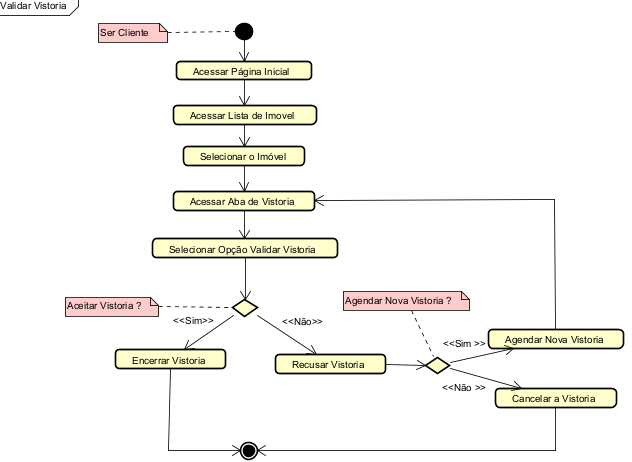 Validar Vistoria
Ser Cliente
Acessar Página Inicial
Acessar Lista de Imovel
Selecionar o Imóvel
Acessar Aba de Vistoria
Selecionar Opção Validar Vistoria
Aceitar Vistoria ?
Agendar Nova Vistoria ?
<<Sim>>
<<Não>>
<<Sim >>
Agendar Nova Vistoria
Encerrar Vistoria
Recusar Vistoria
<<Não >>
Cancelar a Vistoria